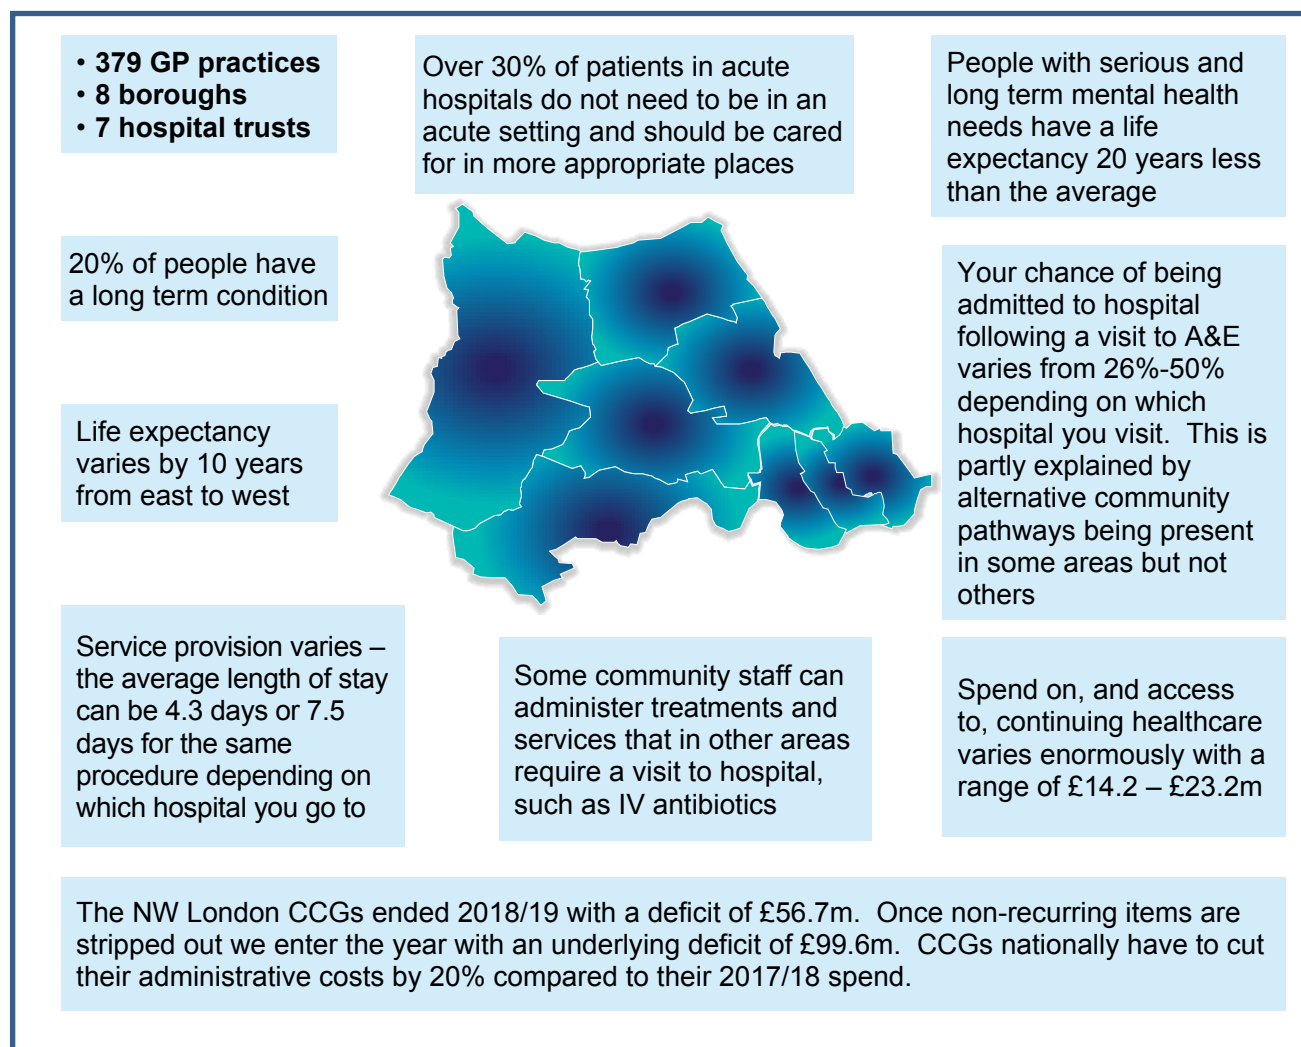 • 379 GP practices
• 8 boroughs
• 7 hospital trusts
Over 30% of patients in acute
hospitals do not need to be in an
acute setting and should be cared
for in more appropriate places
People with serious and
long term mental health
needs have a life
expectancy 20 years less
than the average
20% of people have
a long term condition
Your chance of being
admitted to hospital
following a visit to A&E
varies from 26%-50%
depending on which
hospital you visit.  This is
partly explained by
alternative community
pathways being present
in some areas but not
others
Life expectancy
varies by 10 years
from east to west
Service provision varies –
the average length of stay
can be 4.3 days or 7.5
days for the same
procedure depending on
which hospital you go to
Some community staff can
administer treatments and
services that in other areas
require a visit to hospital,
such as IV antibiotics
Spend on, and access
to, continuing healthcare
varies enormously with a
range of £14.2 – £23.2m
The NW London CCGs ended 2018/19 with a deficit of £56.7m.  Once non-recurring items are
stripped out we enter the year with an underlying deficit of £99.6m.  CCGs nationally have to cut
their administrative costs by 20% compared to their 2017/18 spend.